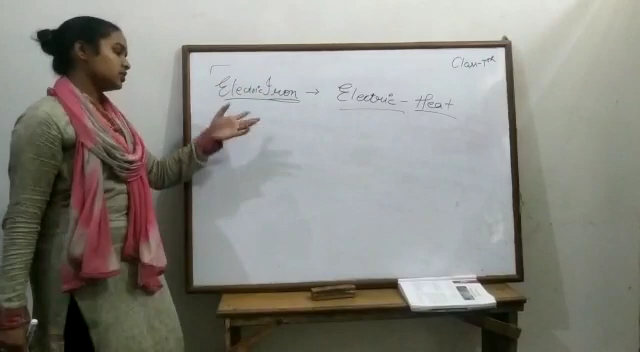 Class-7th
Electric Iron → Electric - Heat